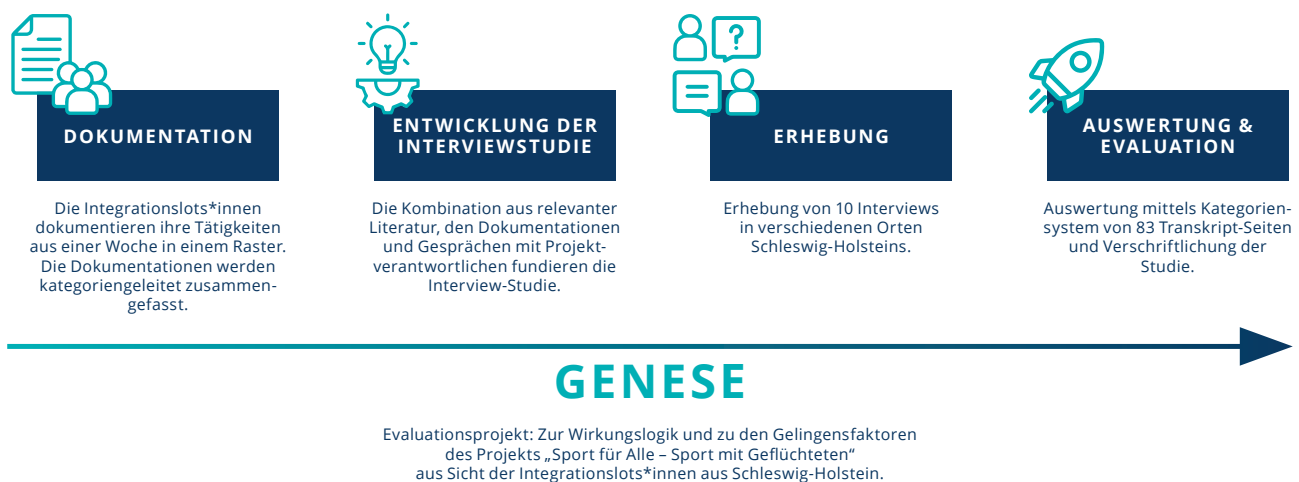 ?
DOKUMENTATION
Die Integrationslots*innen
dokumentieren ihre Tätigkeiten
aus einer Woche in einem Raster.
Die Dokumentationen werden
kategoriengeleitet zusammen-
gefasst.
ENTWICKLUNG DER
INTERVIEWSTUDIE
Die Kombination aus relevanter
Literatur, den Dokumentationen
und Gesprächen mit Projekt-
verantwortlichen fundieren die
Interview-Studie.
ERHEBUNG
Erhebung von 10 Interviews
in verschiedenen Orten
Schleswig-Holsteins.
AUSWERTUNG &
EVALUATION
Auswertung mittels Kategorien-
system von 83 Transkript-Seiten
und Verschriftlichung der
Studie.
GENESE
Evaluationsprojekt: Zur Wirkungslogik und zu den Gelingensfaktoren
des Projekts „Sport für Alle – Sport mit Geflüchteten“
aus Sicht der Integrationslots*innen aus Schleswig-Holstein.